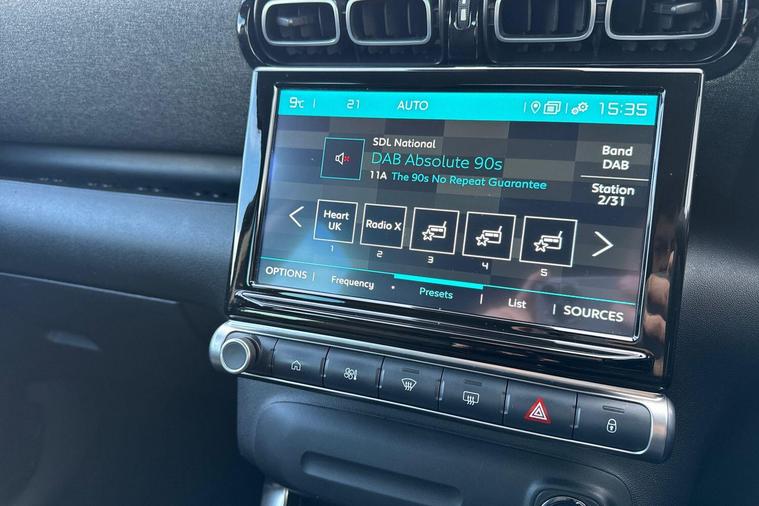 9°c 21 AUTO 15:35
SDL National
DAB Absolute 90s
11A The 90s No Repeat Guarantee
Band
DAB
Station
2/31
Heart
UK
Radio X
1 2 3 4 5
OPTIONS Frequency Presets List SOURCES